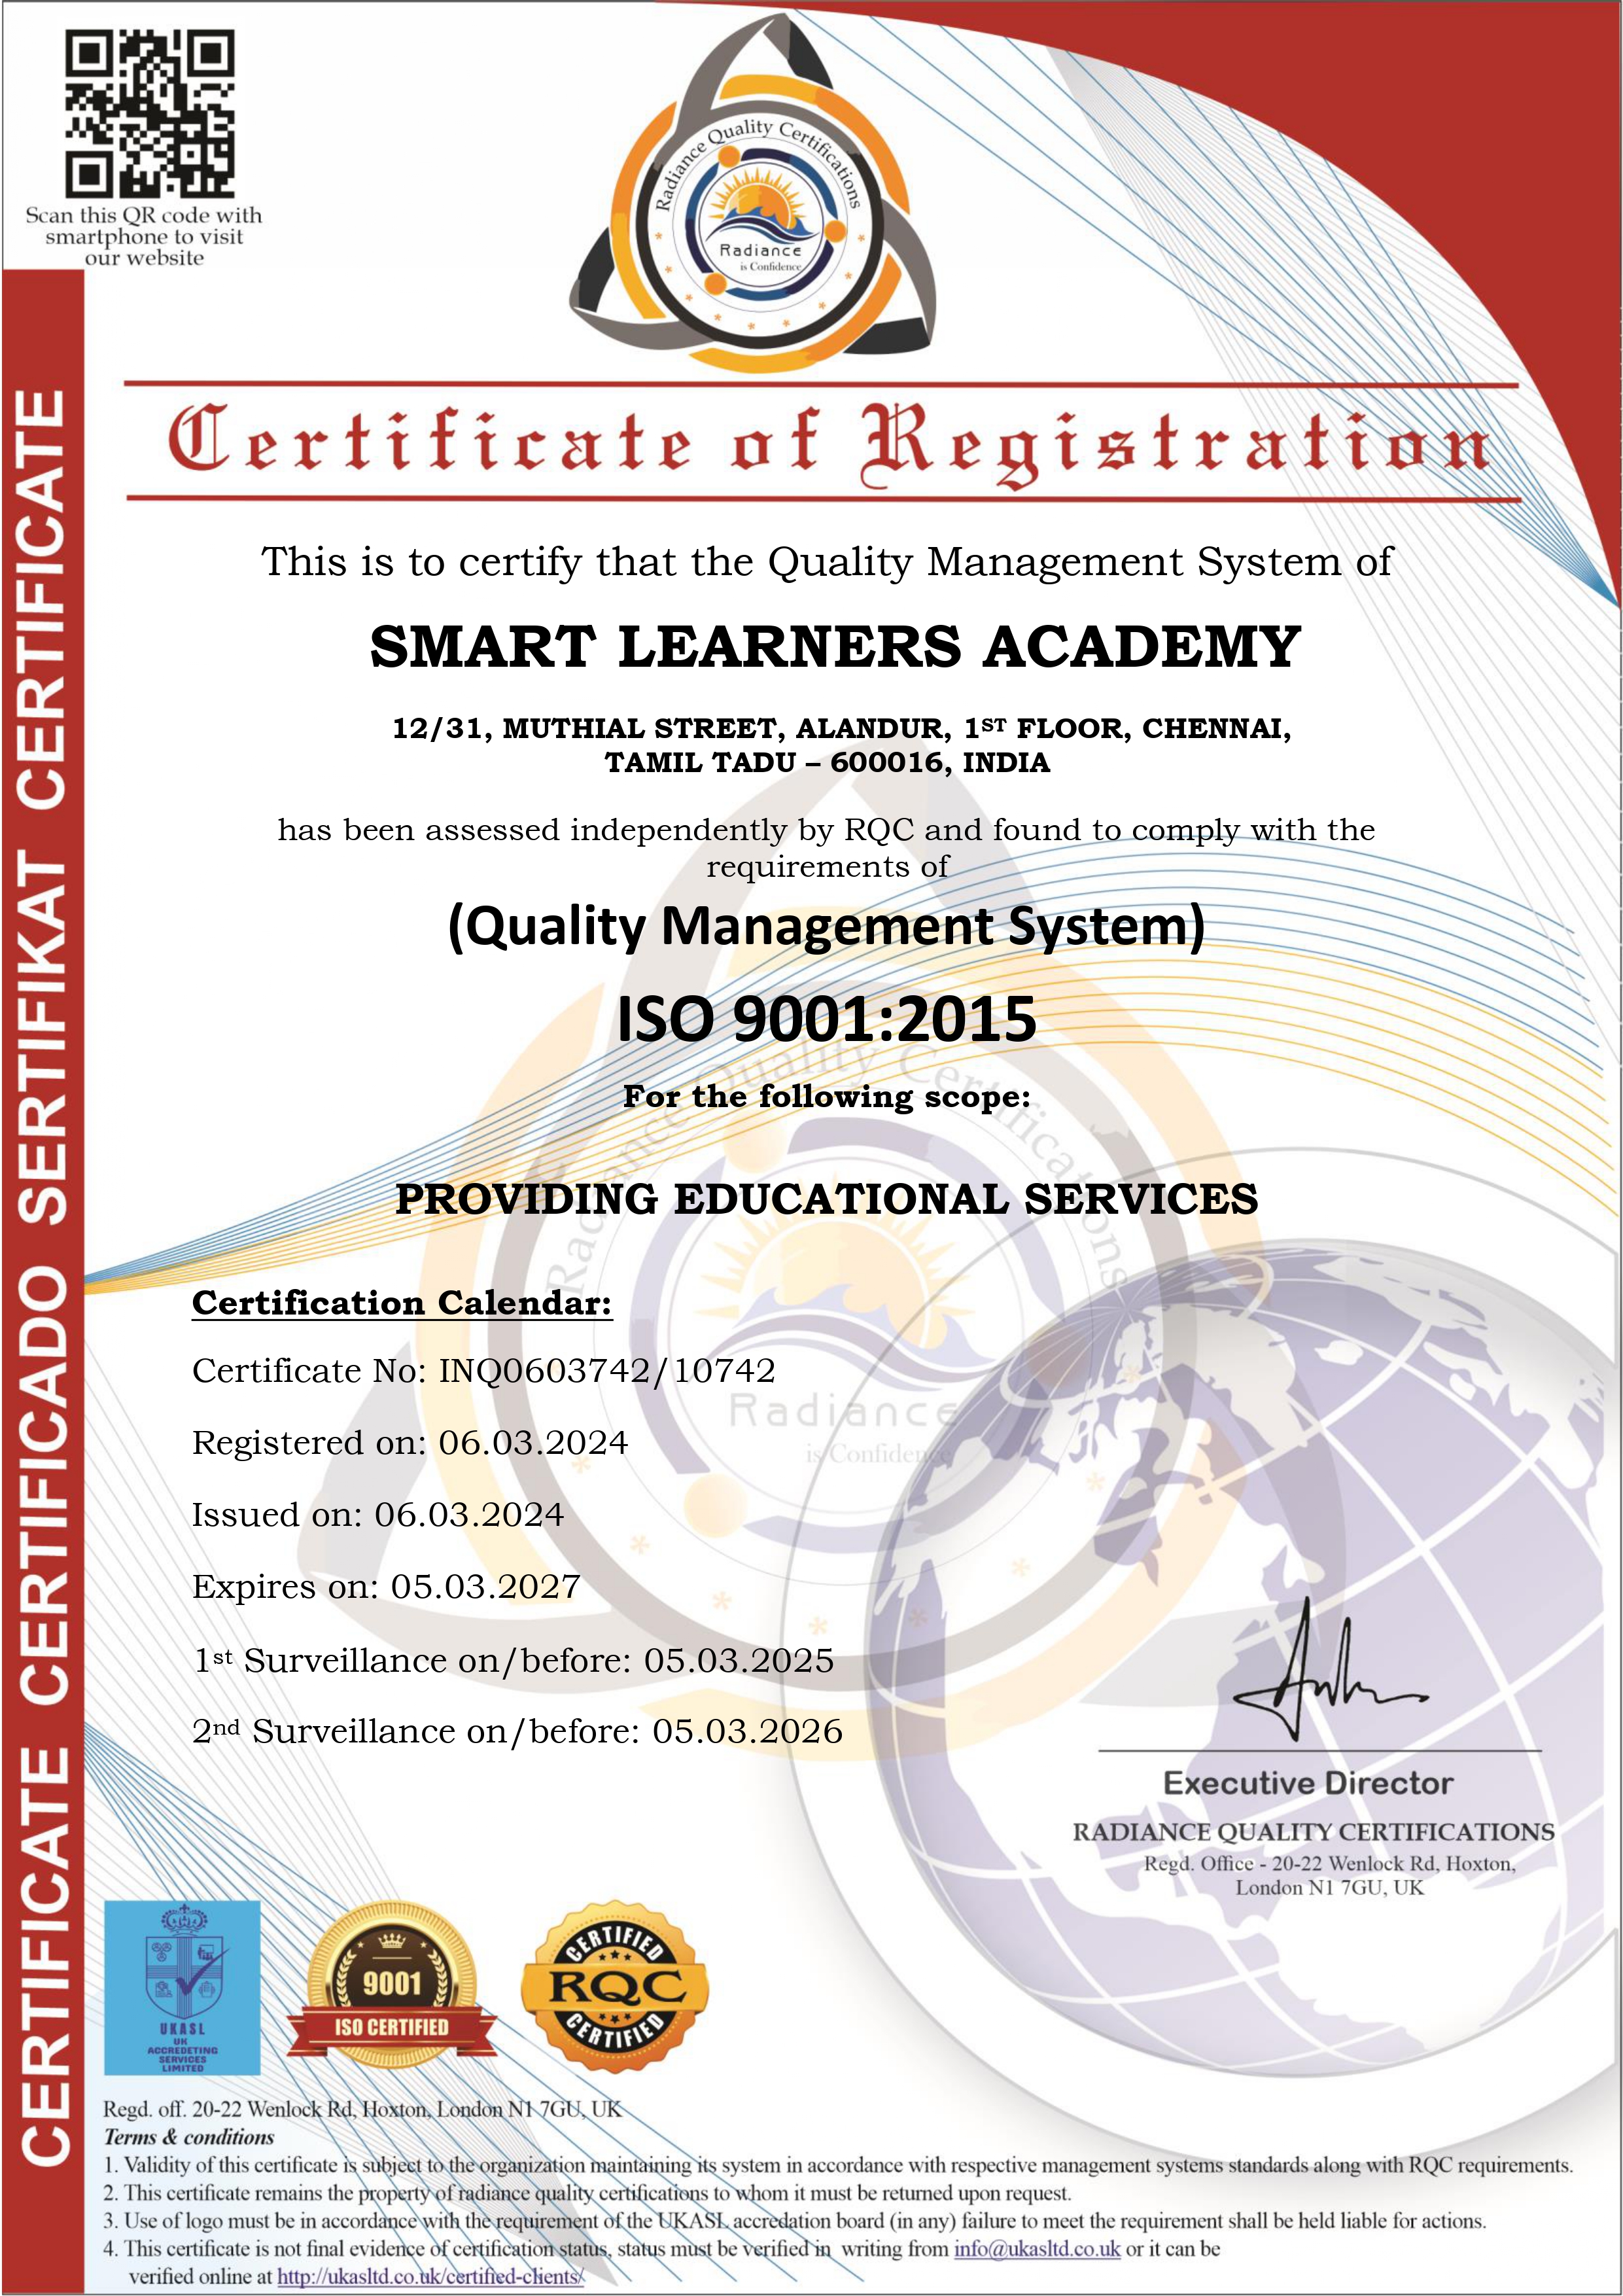 Scan this QR code with
smartphone to visit
our website
Radiance Quality Certifications
Radiance
is Confidence
Certificate of Registration
This is to certify that the Quality Management System of
SMART LEARNERS ACADEMY
12/31, MUTHIAL STREET, ALANDUR, 1ST FLOOR, CHENNAI,
TAMIL TADU – 600016, INDIA
has been assessed independently by RQC and found to comply with the
requirements of
(Quality Management System)
ISO 9001:2015
For the following scope:
PROVIDING EDUCATIONAL SERVICES
Radiance Quality Certifications
Radiance
is Confidence
Certification Calendar:
Certificate No: INQ0603742/10742
Registered on: 06.03.2024
Issued on: 06.03.2024
Expires on: 05.03.2027
1st Surveillance on/before: 05.03.2025
2nd Surveillance on/before: 05.03.2026
Executive Director
RADIANCE QUALITY CERTIFICATIONS
Regd. Office - 20-22 Wenlock Rd, Hoxton,
London N1 7GU, UK
CERTIFICATE CERTIFICADO SERTIFIKAT CERTIFICATE
UKASL
UK
ACCREDETING
SERVICES
LIMITED
9001
ISO CERTIFIED
CERTIFIED
RQC
CERTIFIED
Regd. off. 20-22 Wenlock Rd, Hoxton, London N1 7GU, UK
Terms & conditions
1. Validity of this certificate is subject to the organization maintaining its system in accordance with respective management systems standards along with RQC requirements.
2. This certificate remains the property of radiance quality certifications to whom it must be returned upon request.
3. Use of logo must be in accordance with the requirement of the UKASL accredation board (in any) failure to meet the requirement shall be held liable for actions.
4. This certificate is not final evidence of certification status, status must be verified in writing from info@ukasltd.co.uk or it can be
verified online at http://ukasltd.co.uk/certified-clients/